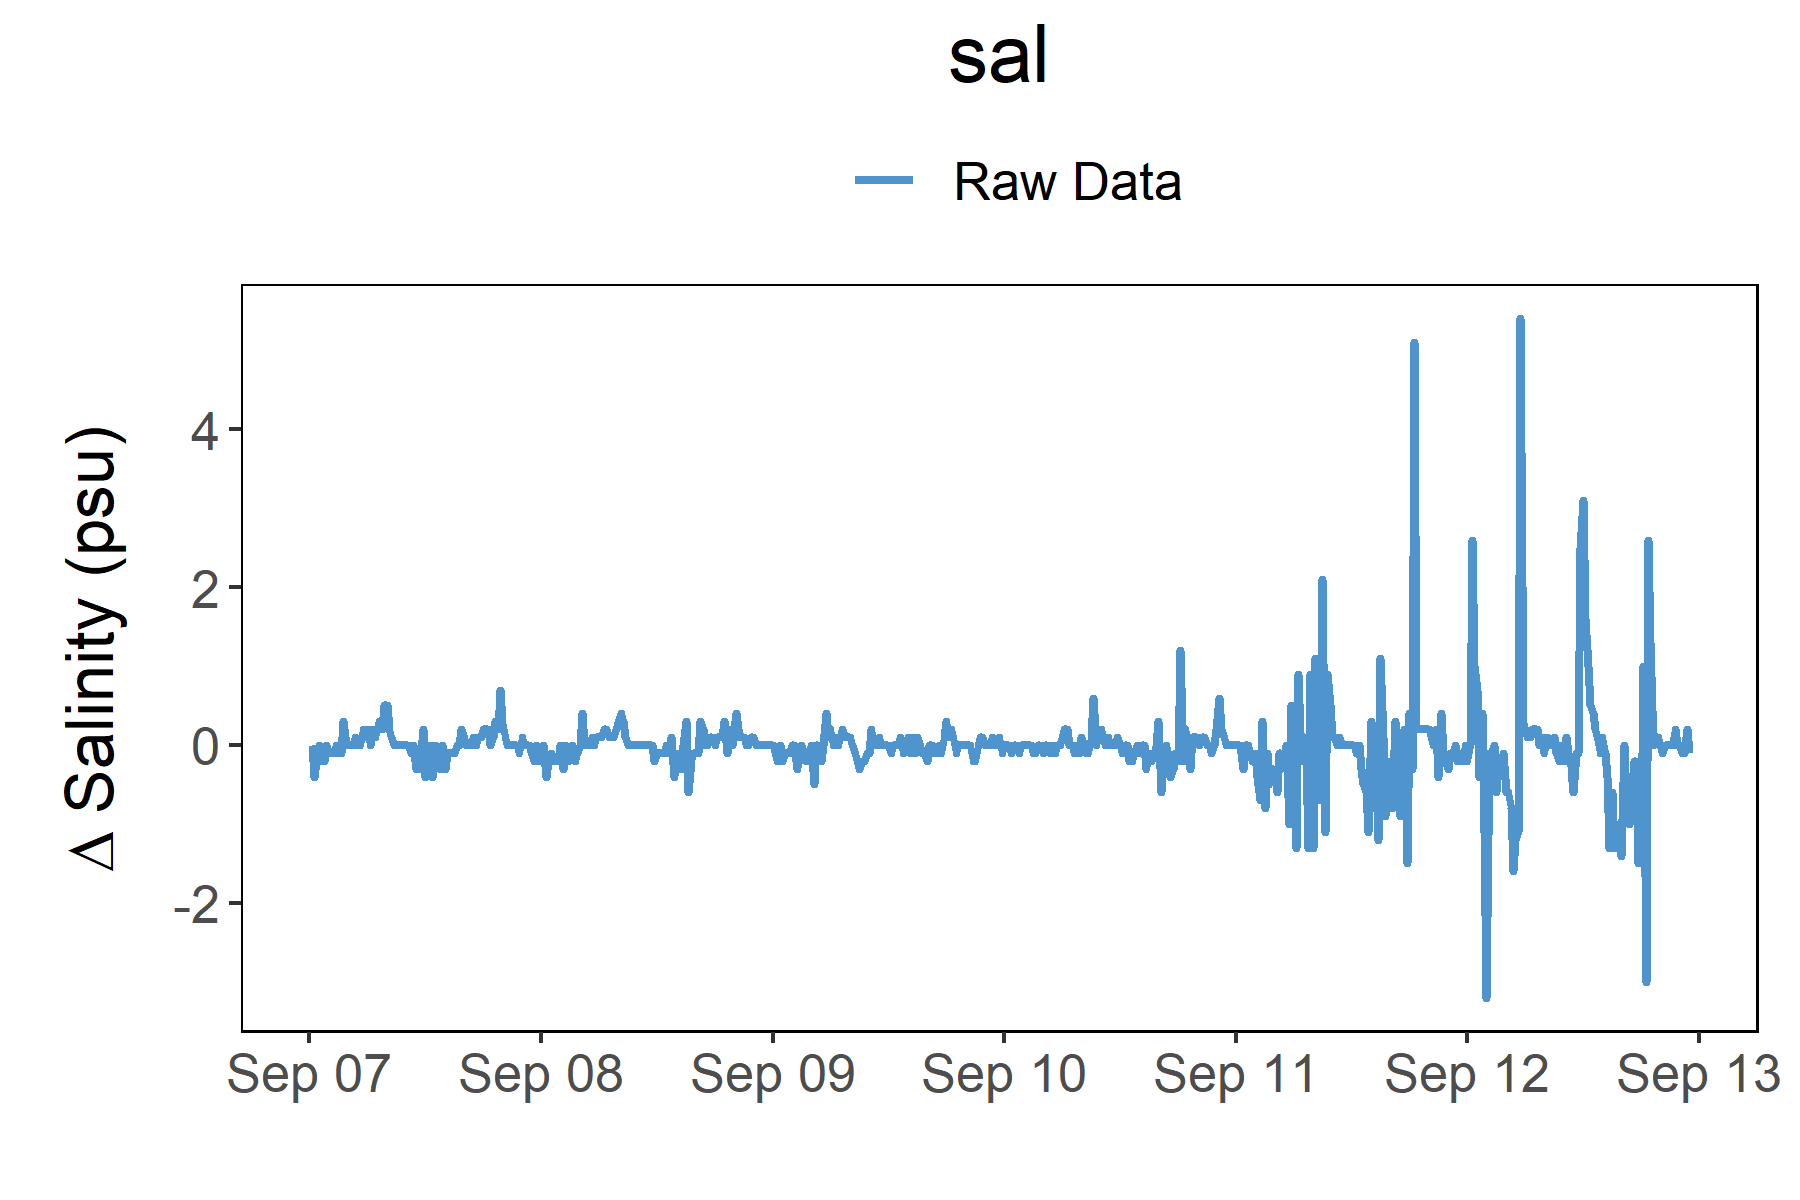 sal
Raw Data
Δ Salinity (psu)
4
2
0
-2
Sep 07 Sep 08 Sep 09 Sep 10 Sep 11 Sep 12 Sep 13